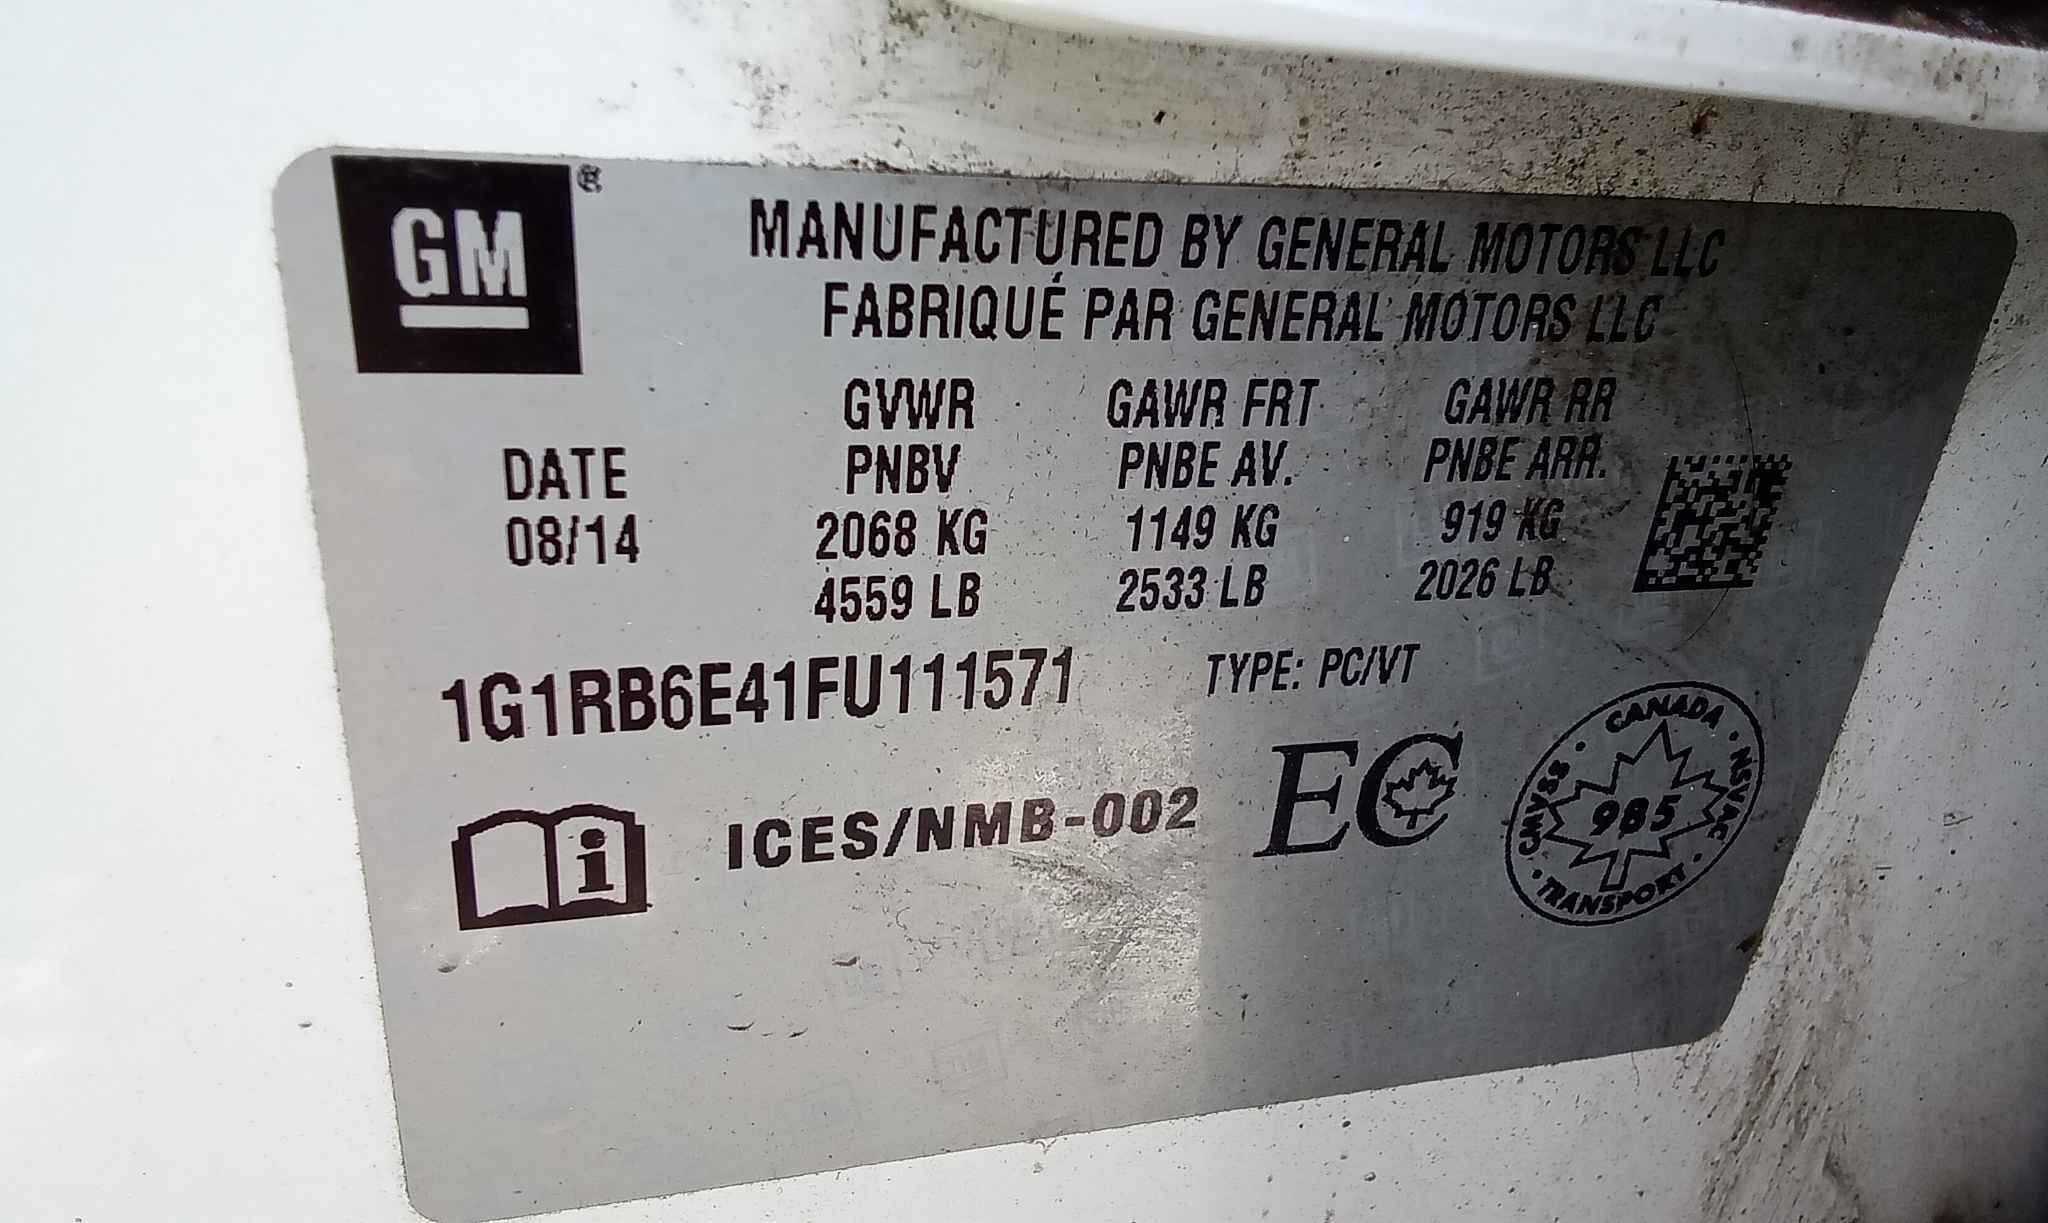 GM ®
MANUFACTURED BY GENERAL MOTORS LLC
FABRIQUÉ PAR GENERAL MOTORS LLC
GVWR GAWR FRT GAWR RR
DATE PNBV PNBE AV. PNBE ARR.
08/14 2068 KG 1149 KG 919 KG
4559 LB 2533 LB 2026 LB
1G1RB6E41FU111571 TYPE: PC/VT
i ICES/NMB-002 EC
CANADA · NSVAC · TRANSPORT · CMVSS ·
985